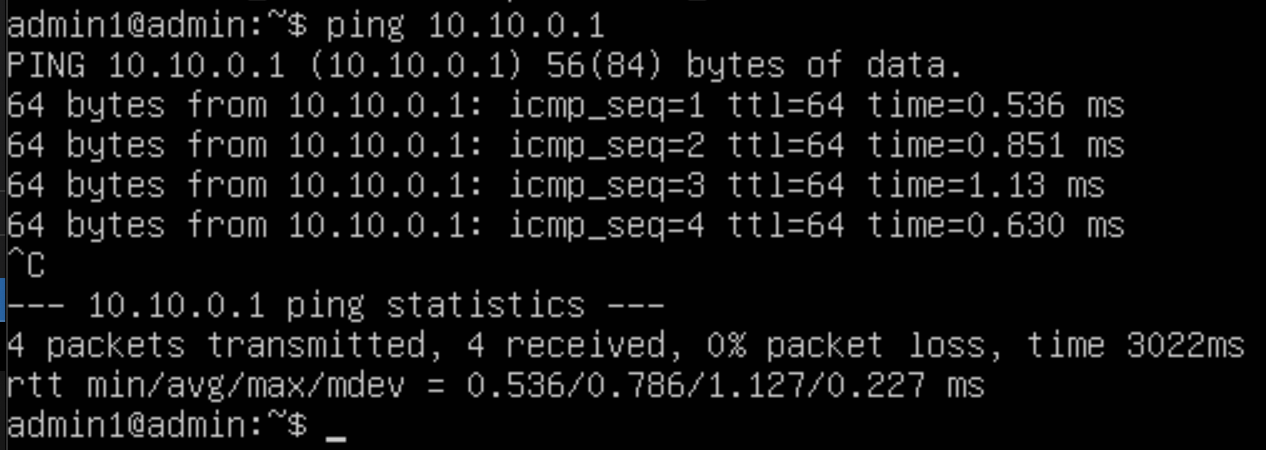 admin1@admin:~$ ping 10.10.0.1
PING 10.10.0.1 (10.10.0.1) 56(84) bytes of data.
64 bytes from 10.10.0.1: icmp_seq=1 ttl=64 time=0.536 ms
64 bytes from 10.10.0.1: icmp_seq=2 ttl=64 time=0.851 ms
64 bytes from 10.10.0.1: icmp_seq=3 ttl=64 time=1.13 ms
64 bytes from 10.10.0.1: icmp_seq=4 ttl=64 time=0.630 ms
^C
--- 10.10.0.1 ping statistics ---
4 packets transmitted, 4 received, 0% packet loss, time 3022ms
rtt min/avg/max/mdev = 0.536/0.786/1.127/0.227 ms
admin1@admin:~$ _